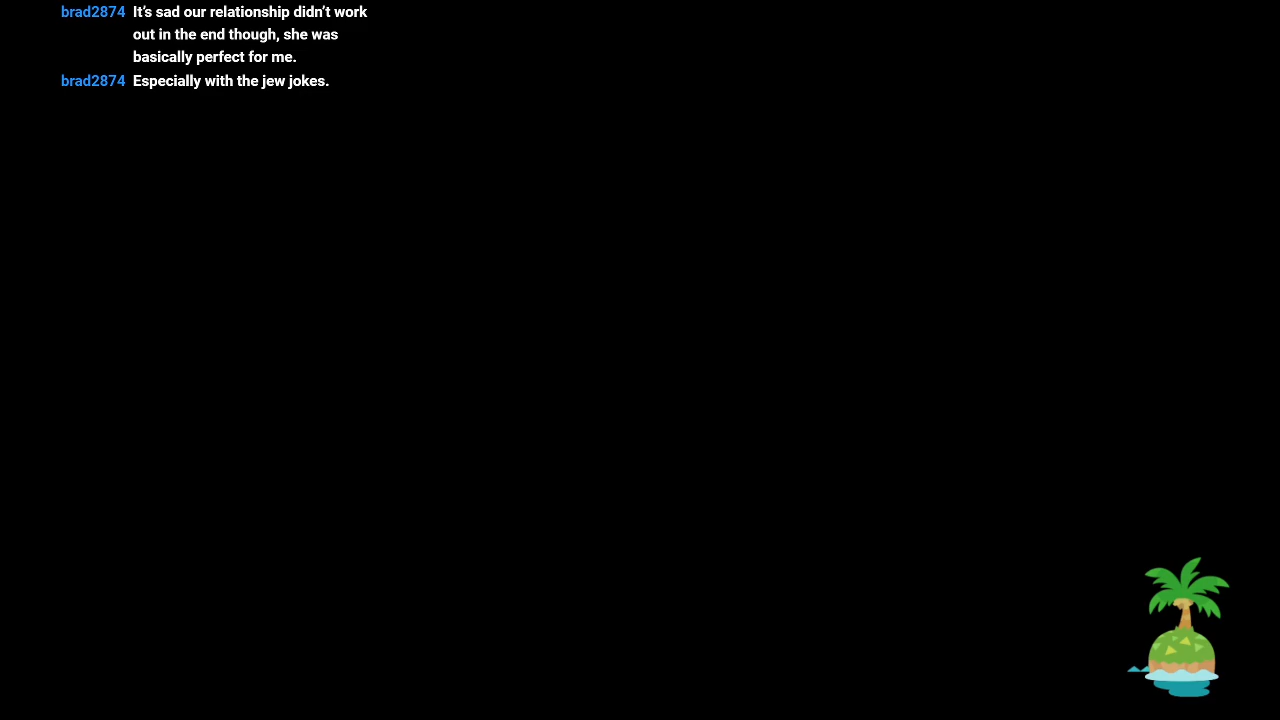 brad2874 It's sad our relationship didn't work
out in the end though, she was
basically perfect for me.
brad2874 Especially with the jew jokes.